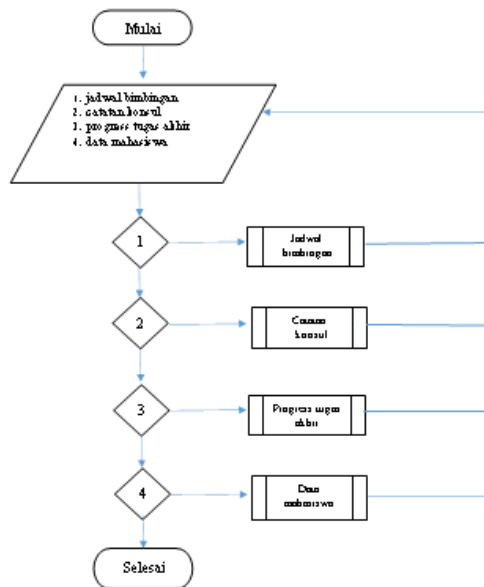 Mulai
1. jadwal bimbingan
2. catatan konsul
3. progress tugas akhir
4. data mahasiswa
1
Jadwal
bimbingan
2
Catatan
konsul
3
Progress tugas
akhir
4
Data
mahasiswa
Selesai